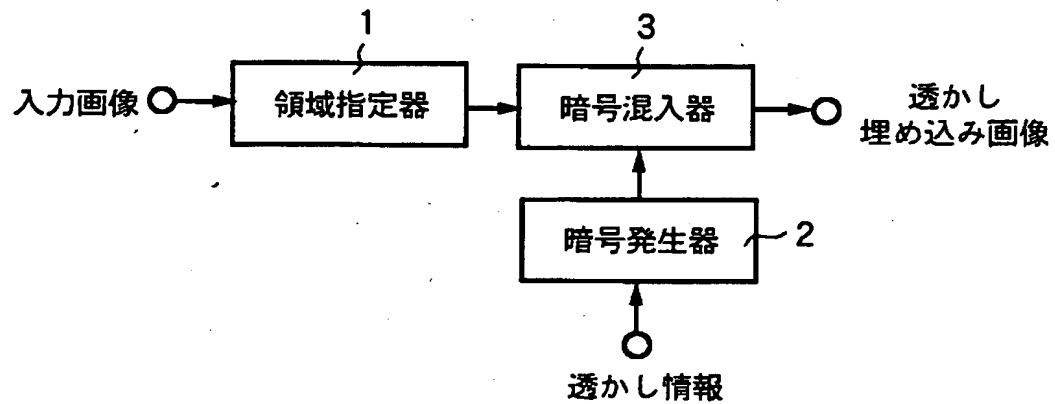 1
3
入力画像
領域指定器
暗号混入器
透かし
埋め込み画像
暗号発生器
2
透かし情報